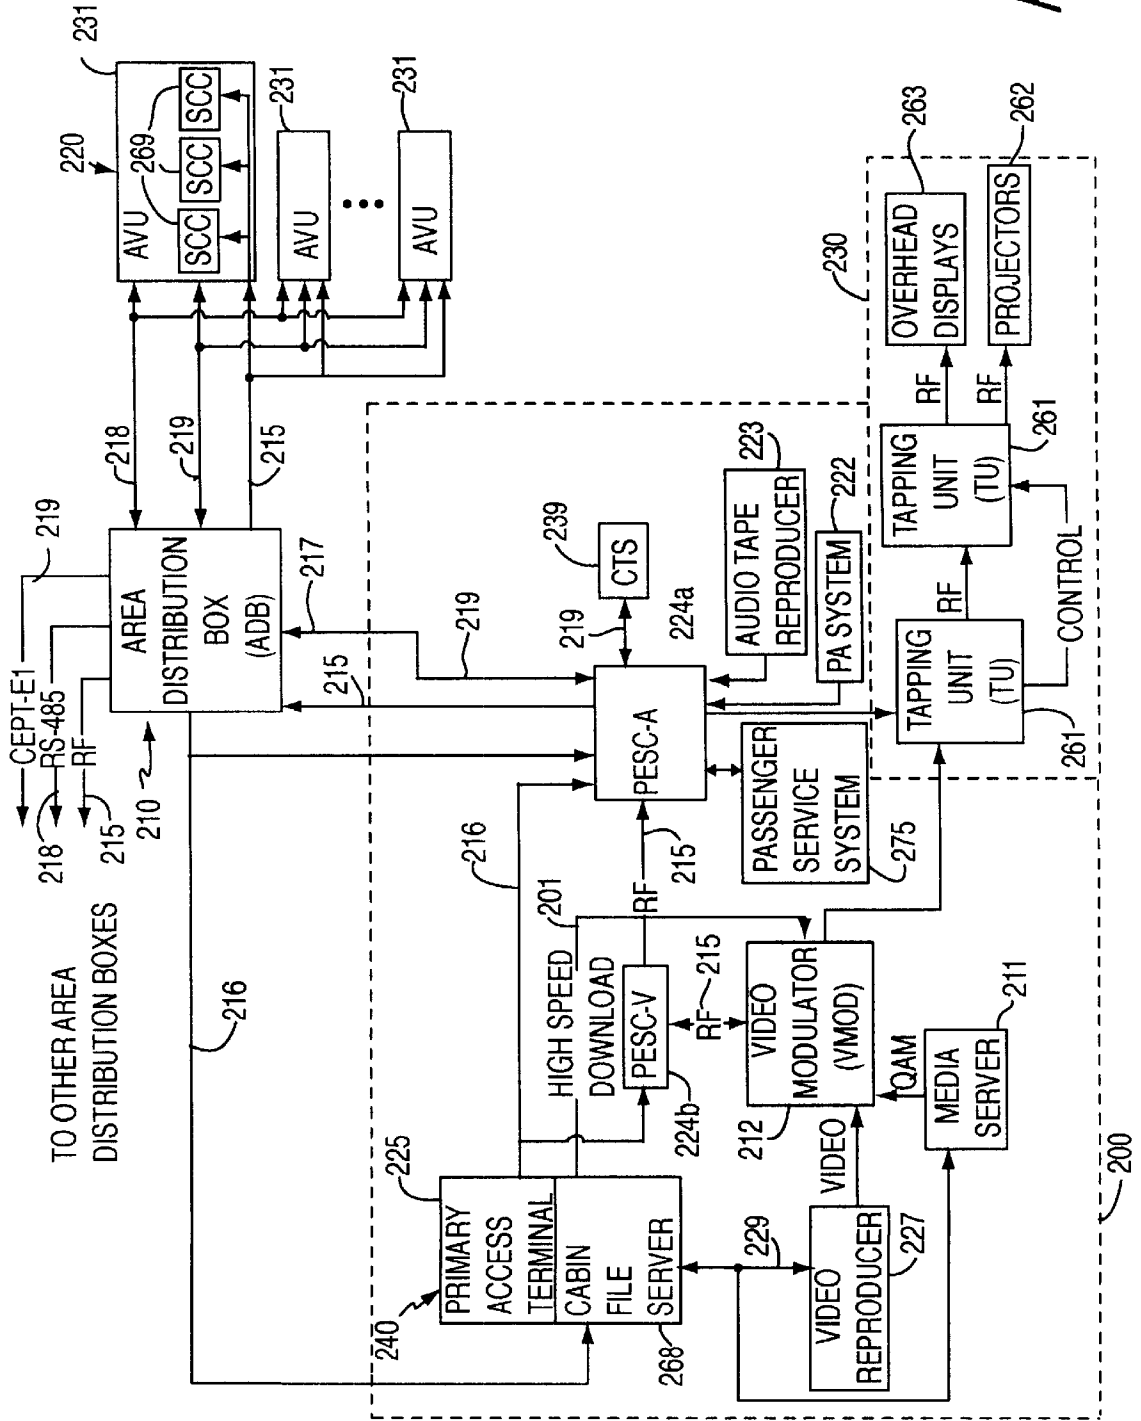 TO OTHER AREA
DISTRIBUTION BOXES
CEPT-E1
219
RS-485
218
RF
215
210
AREA
DISTRIBUTION
BOX
(ADB)
218
219
215
220
231
AVU
269
SCC
SCC
SCC
AVU
231
AVU
231
216
217
219
215
240
PRIMARY
ACCESS
TERMINAL
225
CABIN
FILE
SERVER
268
216
201
HIGH SPEED
DOWNLOAD
PESC-V
224b
RF
215
PESC-A
224a
219
CTS
239
AUDIO TAPE
REPRODUCER
223
PA SYSTEM
222
PASSENGER
SERVICE
SYSTEM
275
RF
215
VIDEO
MODULATOR
(VMOD)
212
VIDEO
QAM
229
VIDEO
REPRODUCER
227
MEDIA
SERVER
211
200
230
TAPPING
UNIT
(TU)
261
RF
CONTROL
TAPPING
UNIT
(TU)
261
RF
RF
OVERHEAD
DISPLAYS
263
PROJECTORS
262